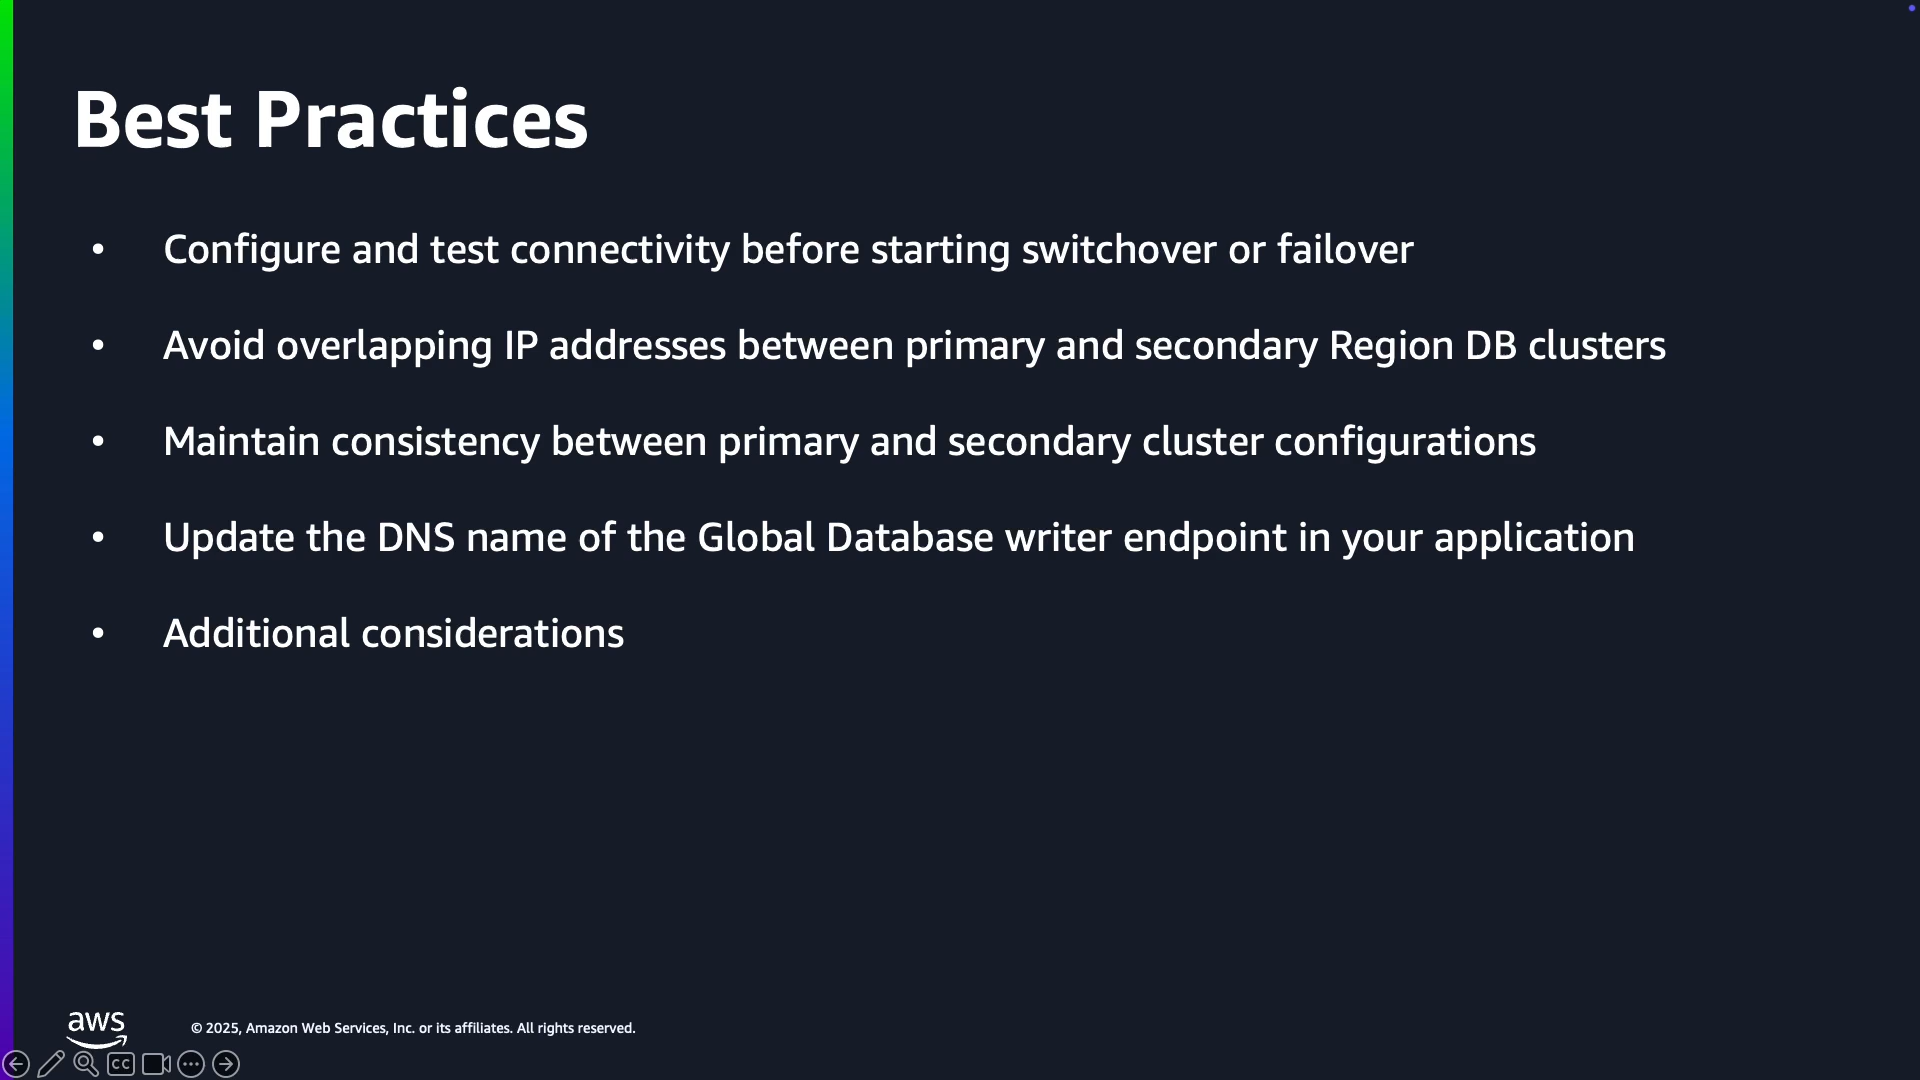 Best Practices
• Configure and test connectivity before starting switchover or failover
• Avoid overlapping IP addresses between primary and secondary Region DB clusters
• Maintain consistency between primary and secondary cluster configurations
• Update the DNS name of the Global Database writer endpoint in your application
• Additional considerations
aws
© 2025, Amazon Web Services, Inc. or its affiliates. All rights reserved.
CC